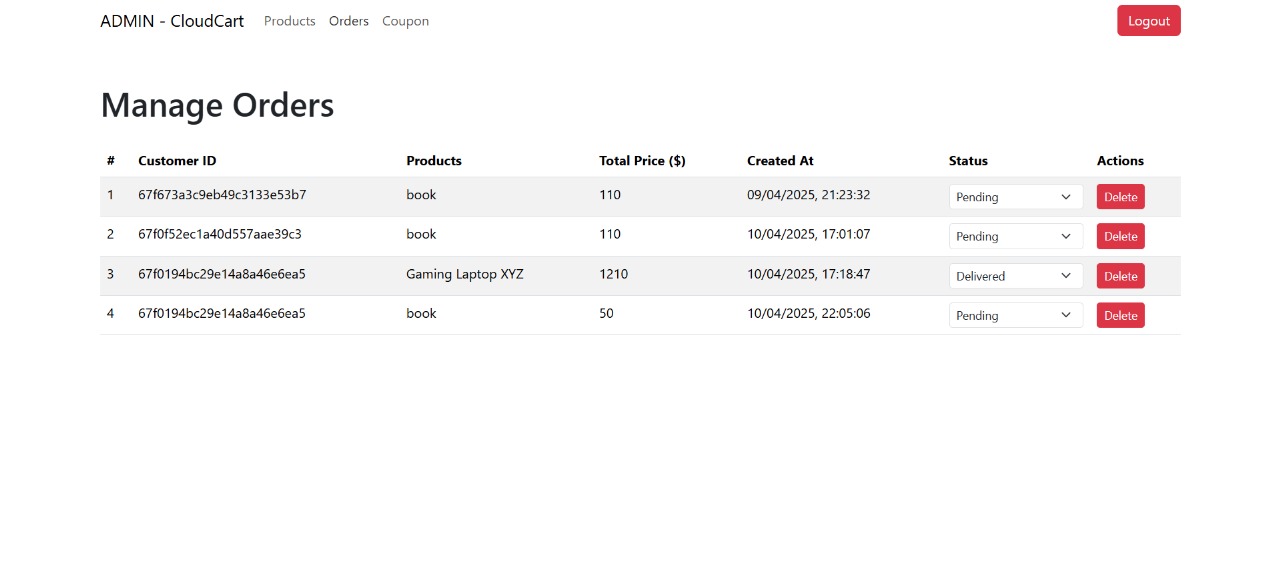 ADMIN - CloudCart Products Orders Coupon Logout
Manage Orders
# Customer ID Products Total Price ($) Created At Status Actions
1 67f673a3c9eb49c3133e53b7 book 110 09/04/2025, 21:23:32 Pending Delete
2 67f0f52ec1a40d557aae39c3 book 110 10/04/2025, 17:01:07 Pending Delete
3 67f0194bc29e14a8a46e6ea5 Gaming Laptop XYZ 1210 10/04/2025, 17:18:47 Delivered Delete
4 67f0194bc29e14a8a46e6ea5 book 50 10/04/2025, 22:05:06 Pending Delete